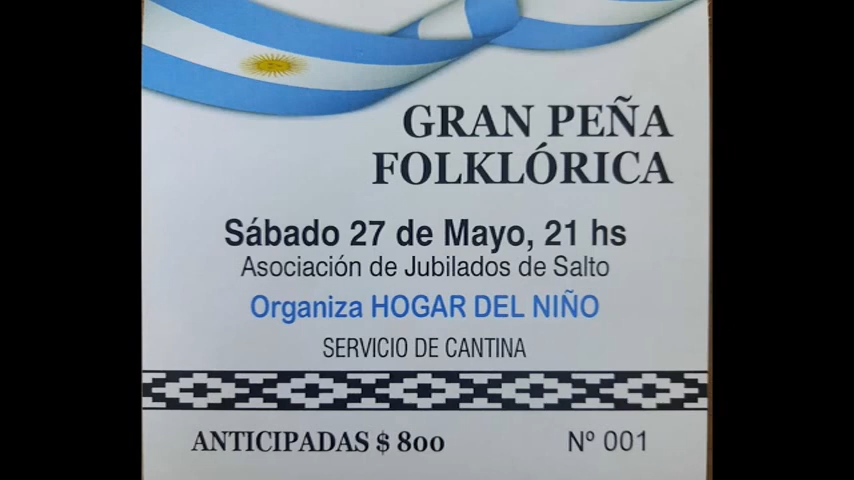 GRAN PEÑA
FOLKLÓRICA
Sábado 27 de Mayo, 21 hs
Asociación de Jubilados de Salto
Organiza HOGAR DEL NIÑO
SERVICIO DE CANTINA
ANTICIPADAS $ 800 Nº 001